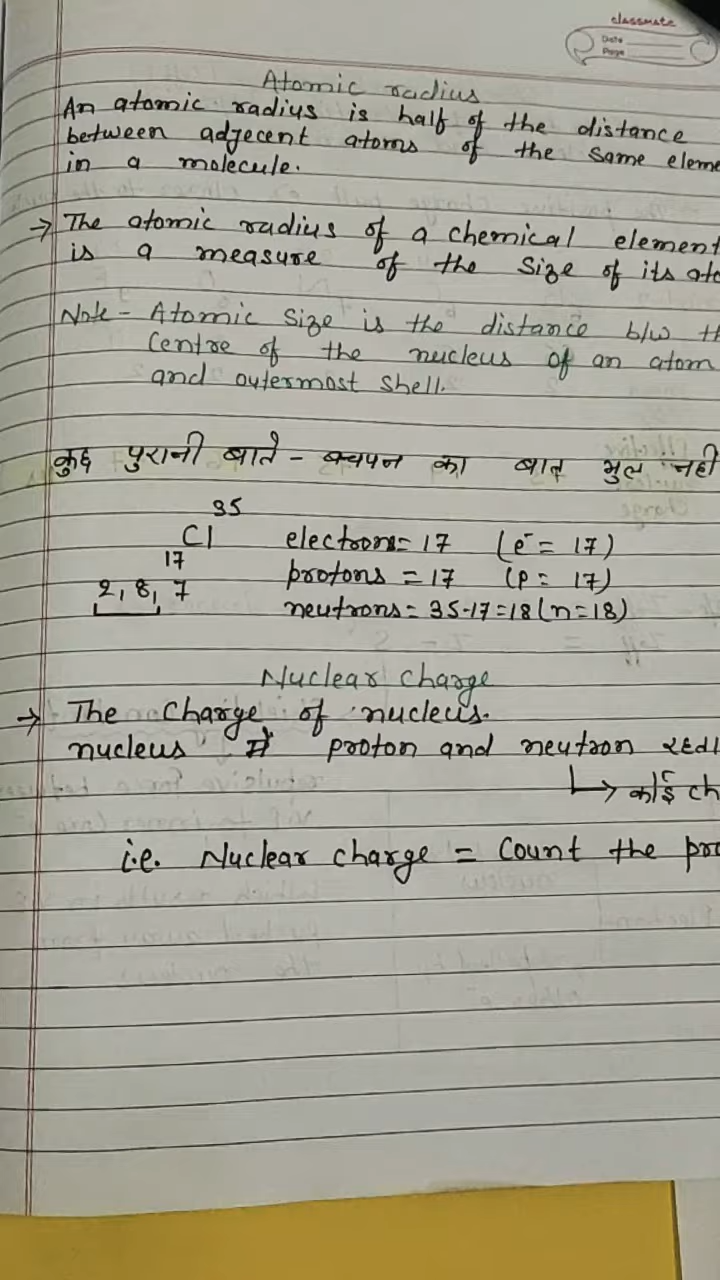 classmate
Date
Page
Atomic radius
An atomic radius is half of the distance
between adjecent atoms of the same eleme
in a molecule.
→ The atomic radius of a chemical element
is a measure of the size of its ato
Note - Atomic Size is the distance b/w th
Centre of the nucleus of an atom
and outermost shell.
कुछ पुरानी बाते - बचपन का बात भुल नही
35
Cl electrons = 17 (e⁻ = 17)
17
protons = 17 (p = 17)
2, 8, 7
neutrons = 35-17=18 (n=18)
Nuclear charge
→ The Charge of nucleus.
nucleus में proton and neutron रहता
↳ कोई ch
i.e. Nuclear charge = Count the pro